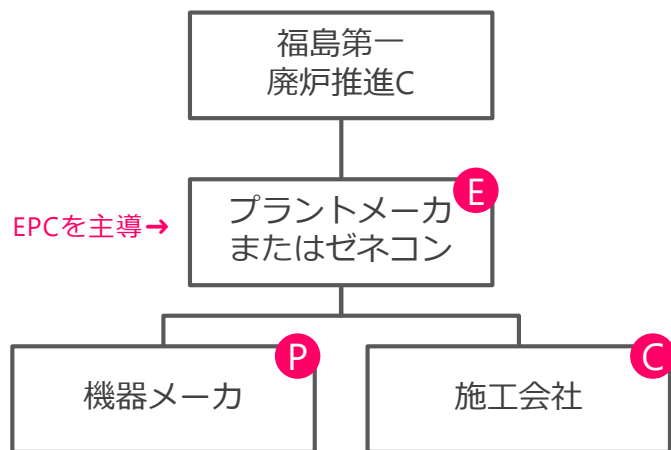 福島第一
廃炉推進C
E
プラントメーカ
またはゼネコン
EPCを主導➜
P
機器メーカ
C
施工会社